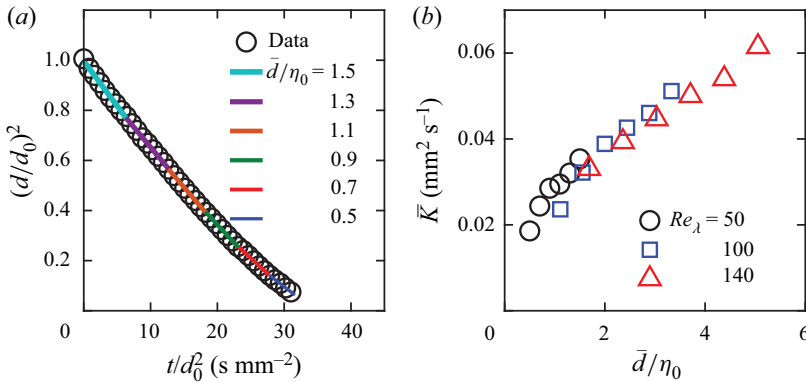 (a)
(b)
1.0
0.8
0.6
0.4
0.2
0
10
20
30
40
(d/d₀)²
t/d₀² (s mm⁻²)
Data
d̄/η₀ = 1.5
1.3
1.1
0.9
0.7
0.5
0.06
0.04
0.02
0
2
4
6
K̄ (mm² s⁻¹)
d̄/η₀
Re_λ = 50
100
140